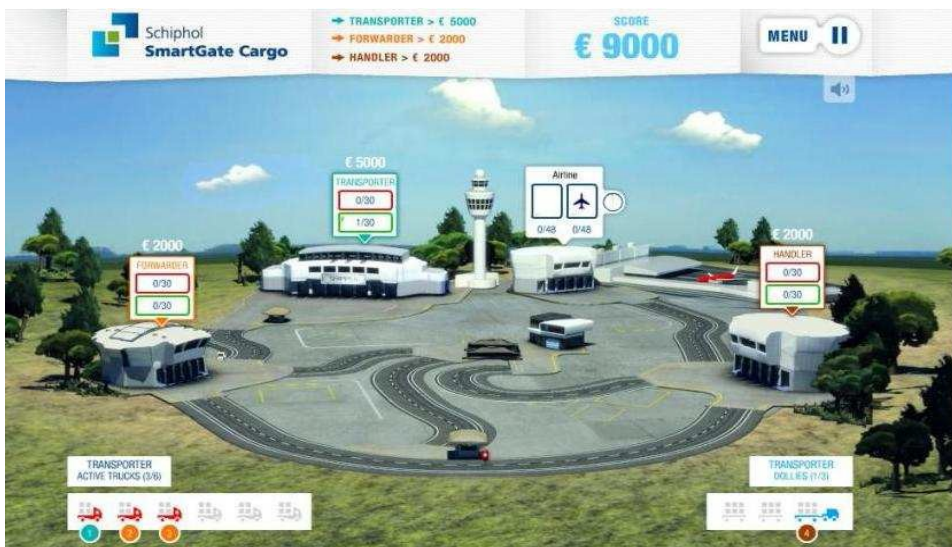 Schiphol
SmartGate Cargo
TRANSPORTER > € 5000
FORWARDER > € 2000
HANDLER > € 2000
SCORE
€ 9000
MENU
€ 5000
TRANSPORTER
0/30
1/30
Airline
0/48 0/48
€ 2000
FORWARDER
0/30
0/30
€ 2000
HANDLER
0/30
0/30
TRANSPORTER
ACTIVE TRUCKS (3/6)
1 2 3
TRANSPORTER
DOLLIES (1/3)
4